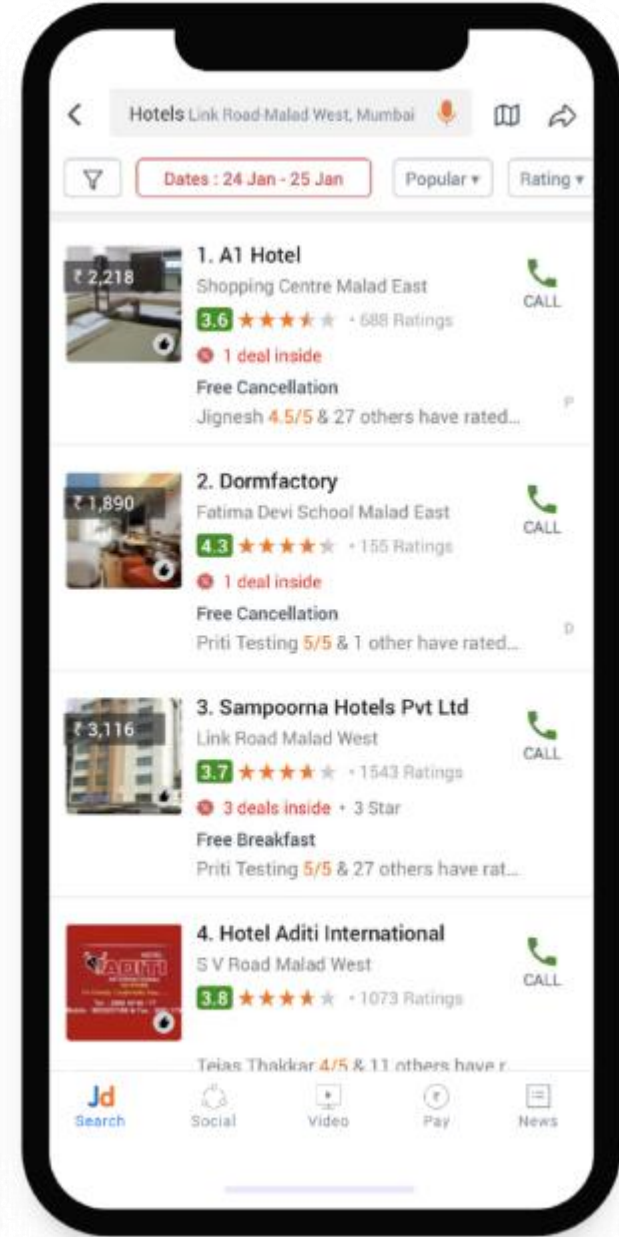 Hotels Link Road-Malad West, Mumbai
Dates : 24 Jan - 25 Jan
Popular ▾
Rating ▾
₹ 2,218
1. A1 Hotel
Shopping Centre Malad East
CALL
3.6 ★★★★★ • 688 Ratings
1 deal inside
Free Cancellation
P
Jignesh 4.5/5 & 27 others have rated...
₹ 1,890
2. Dormfactory
Fatima Devi School Malad East
CALL
4.3 ★★★★★ • 155 Ratings
1 deal inside
Free Cancellation
D
Priti Testing 5/5 & 1 other have rated...
₹ 3,116
3. Sampoorna Hotels Pvt Ltd
Link Road Malad West
CALL
3.7 ★★★★★ • 1543 Ratings
3 deals inside • 3 Star
Free Breakfast
Priti Testing 5/5 & 27 others have rat...
HOTEL
ADITI
INTERNATIONAL
4. Hotel Aditi International
S V Road Malad West
CALL
3.8 ★★★★★ • 1073 Ratings
Tejas Thakkar 4/5 & 11 others have r
Jd
Search
Social
Video
Pay
News